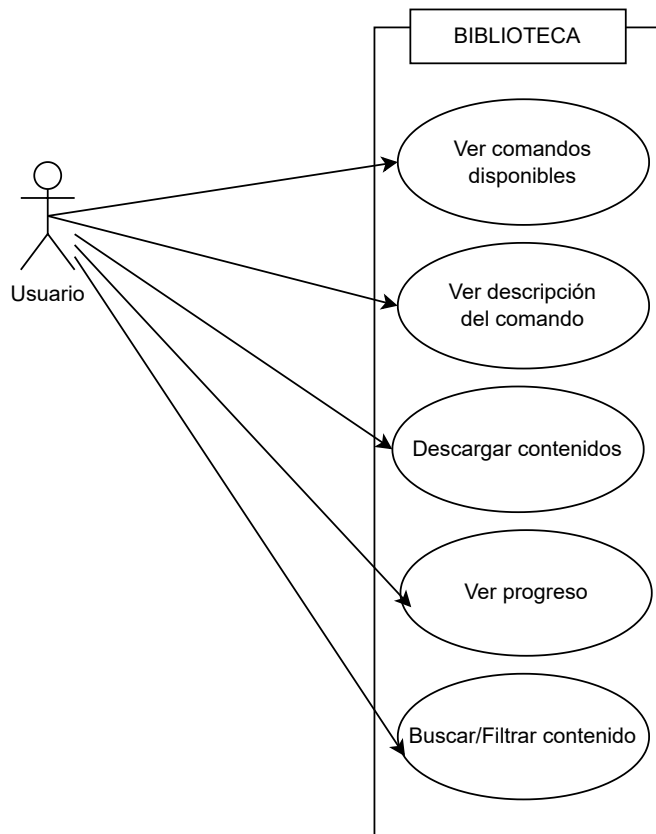 BIBLIOTECA
Ver comandos
disponibles
Usuario
Ver descripción
del comando
Descargar contenidos
Ver progreso
Buscar/Filtrar contenido